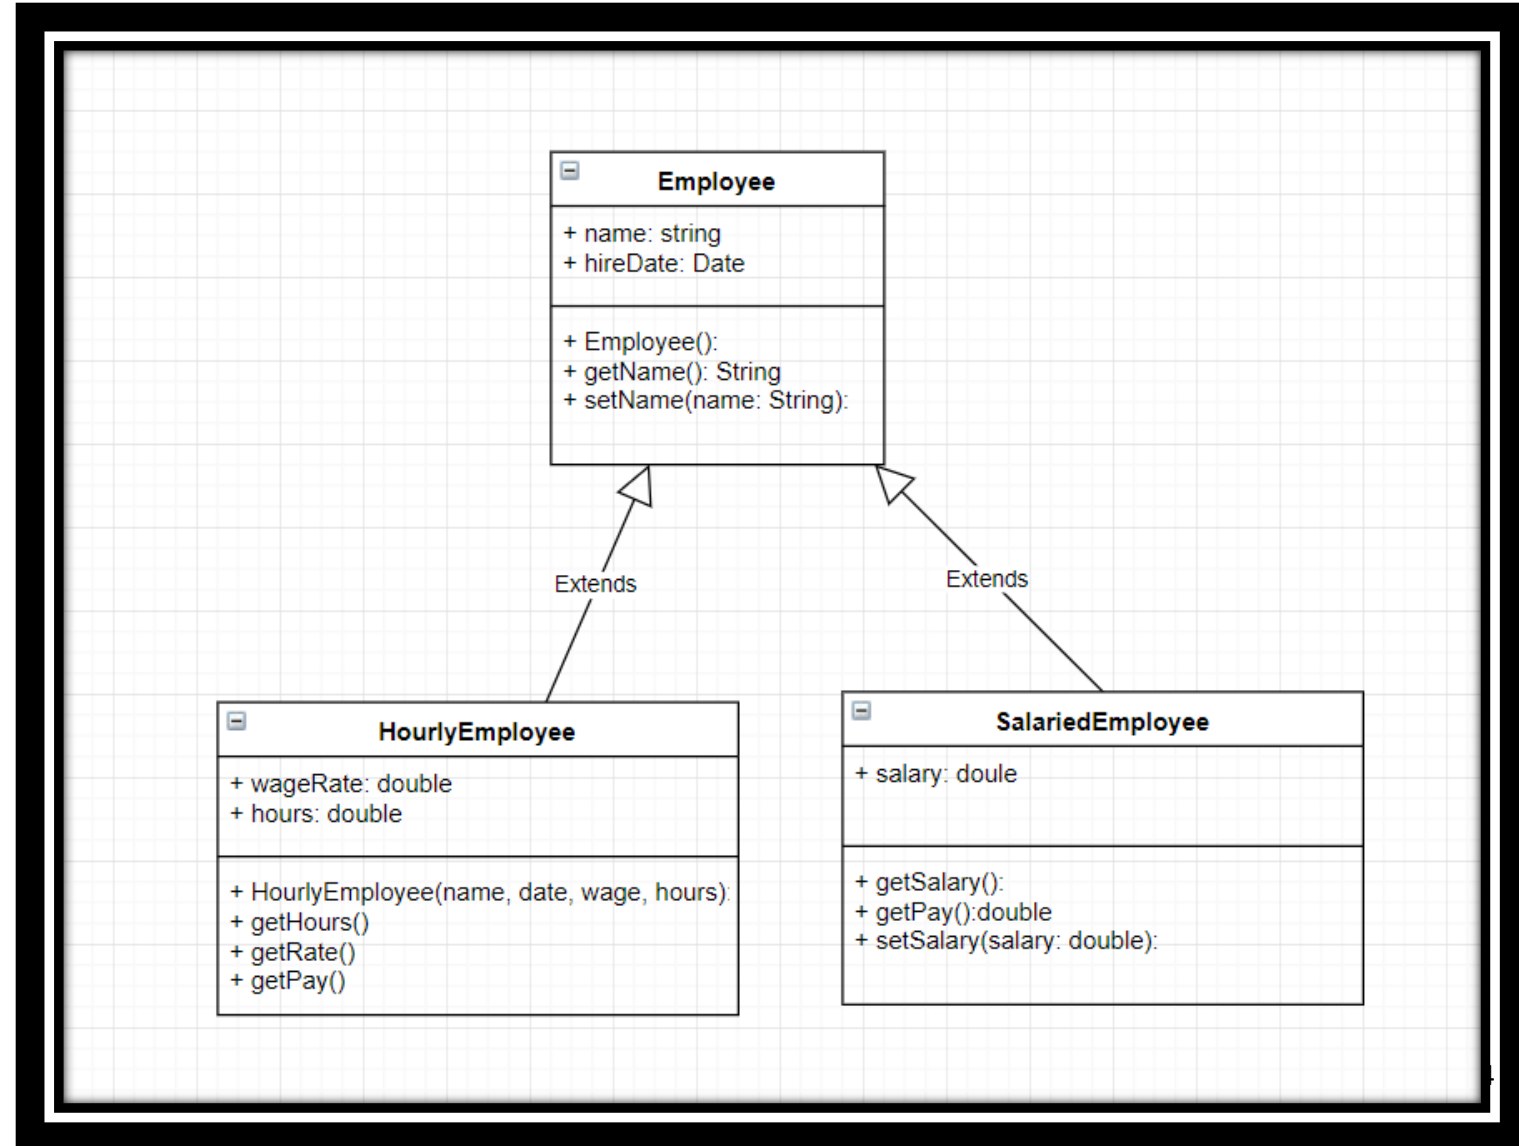 Employee
+ name: string
+ hireDate: Date
+ Employee():
+ getName(): String
+ setName(name: String):
Extends
Extends
HourlyEmployee
+ wageRate: double
+ hours: double
+ HourlyEmployee(name, date, wage, hours):
+ getHours()
+ getRate()
+ getPay()
SalariedEmployee
+ salary: doule
+ getSalary():
+ getPay():double
+ setSalary(salary: double):